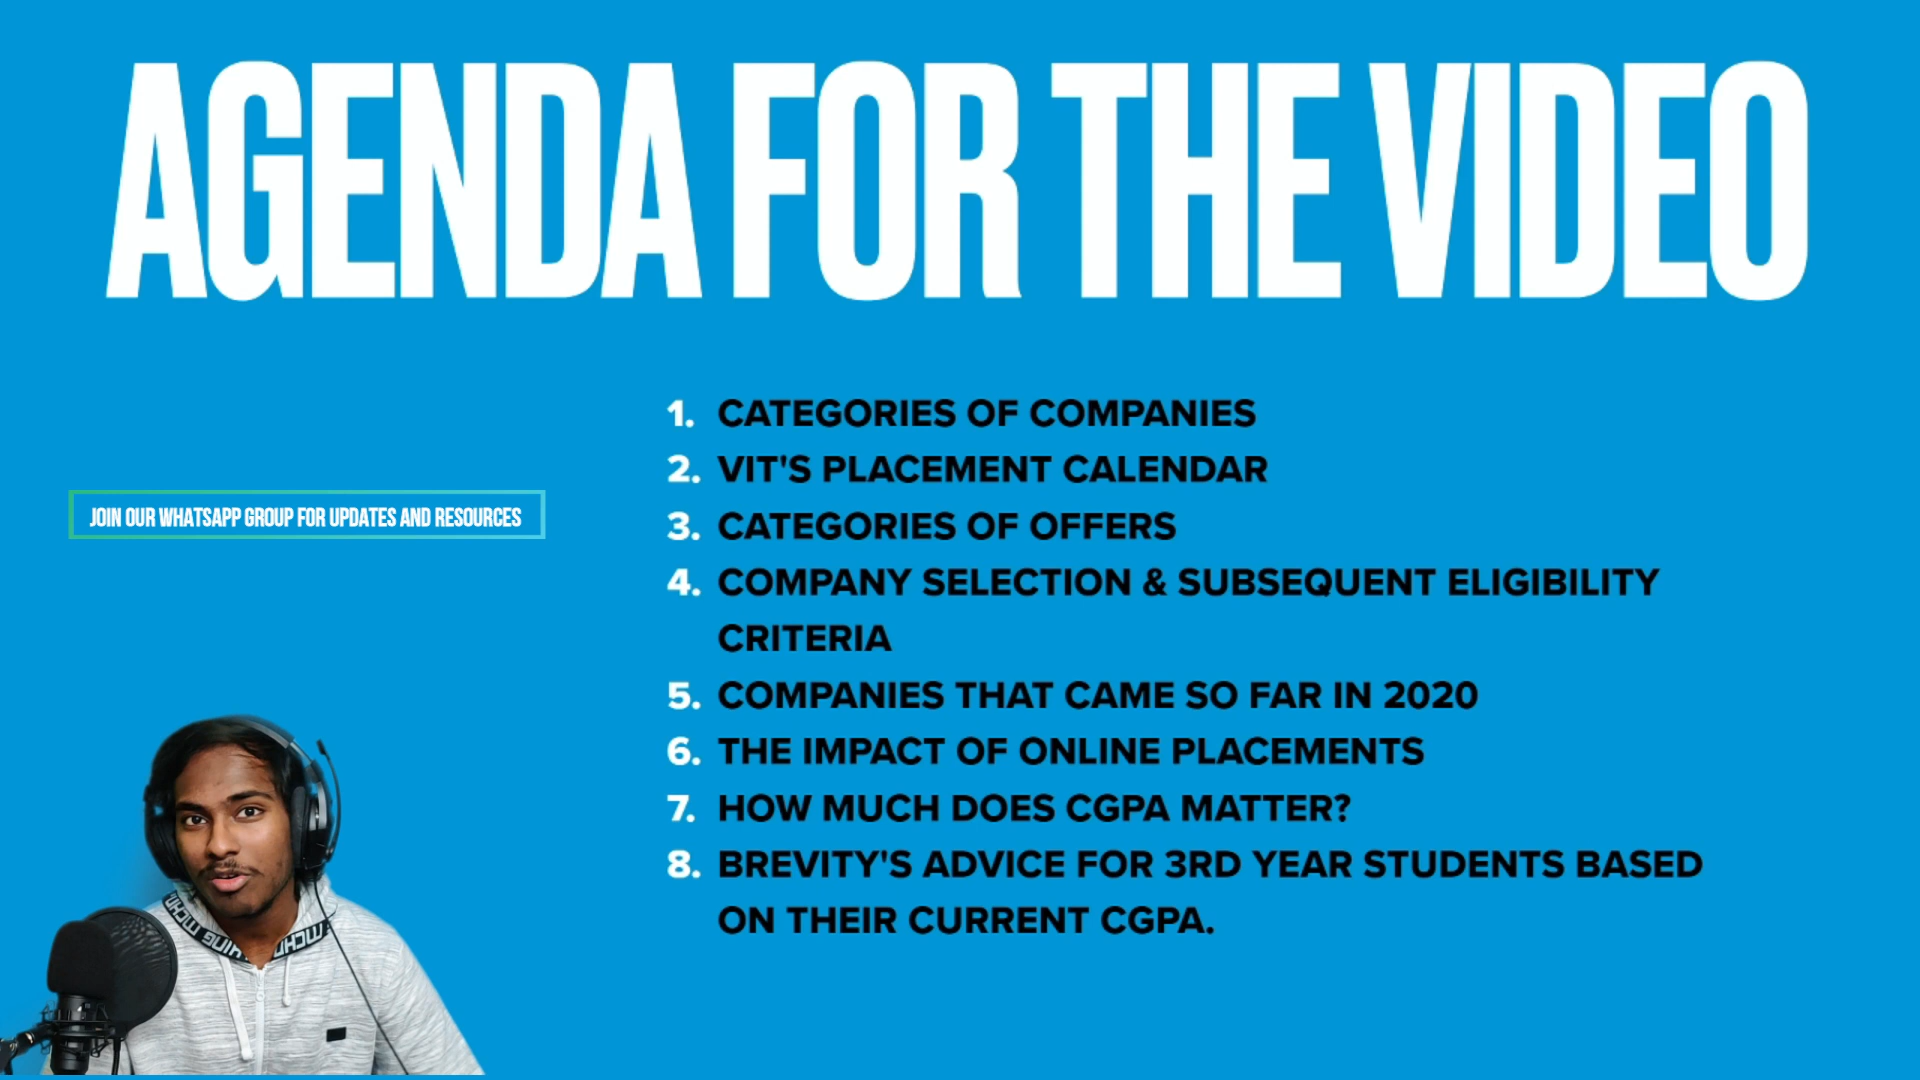 AGENDA FOR THE VIDEO
1. CATEGORIES OF COMPANIES
2. VIT'S PLACEMENT CALENDAR
3. CATEGORIES OF OFFERS
4. COMPANY SELECTION & SUBSEQUENT ELIGIBILITY
CRITERIA
5. COMPANIES THAT CAME SO FAR IN 2020
6. THE IMPACT OF ONLINE PLACEMENTS
7. HOW MUCH DOES CGPA MATTER?
8. BREVITY'S ADVICE FOR 3RD YEAR STUDENTS BASED
ON THEIR CURRENT CGPA.
JOIN OUR WHATSAPP GROUP FOR UPDATES AND RESOURCES